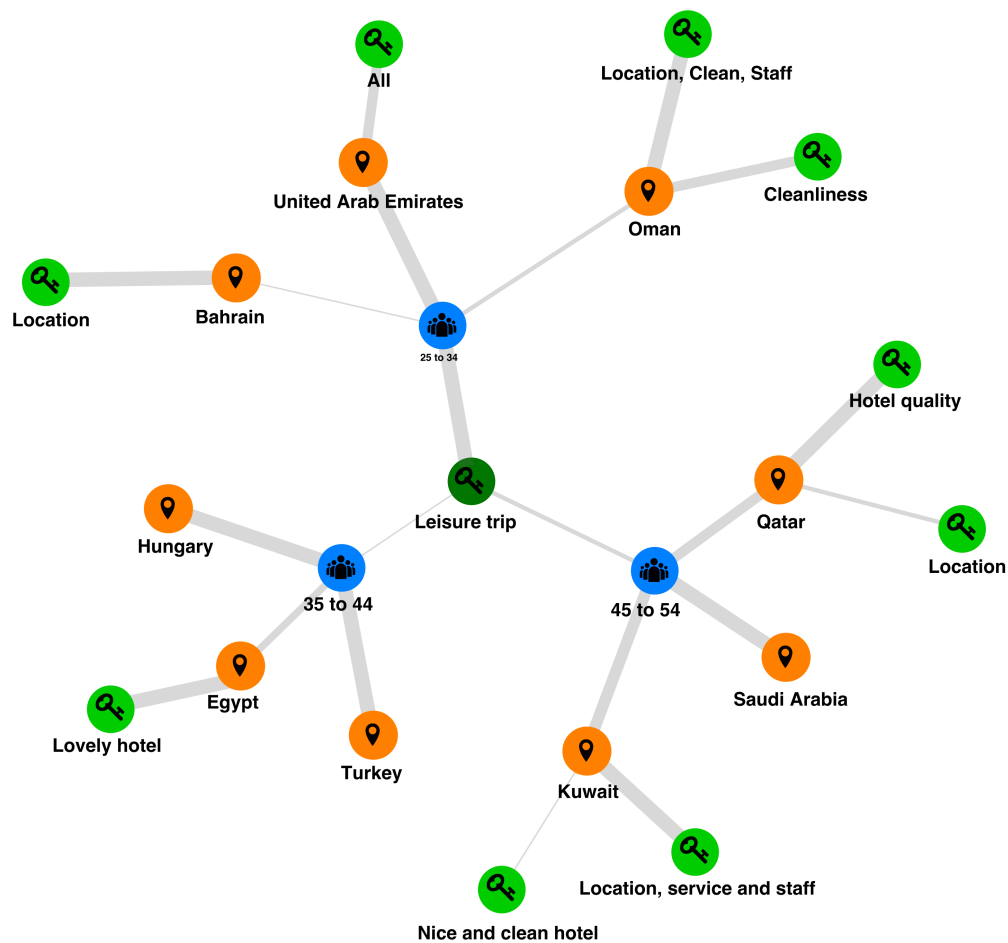 All
Location, Clean, Staff
Cleanliness
United Arab Emirates
Oman
Location
Bahrain
25 to 34
Hotel quality
Leisure trip
Qatar
Hungary
Location
35 to 44
45 to 54
Egypt
Saudi Arabia
Lovely hotel
Turkey
Kuwait
Location, service and staff
Nice and clean hotel